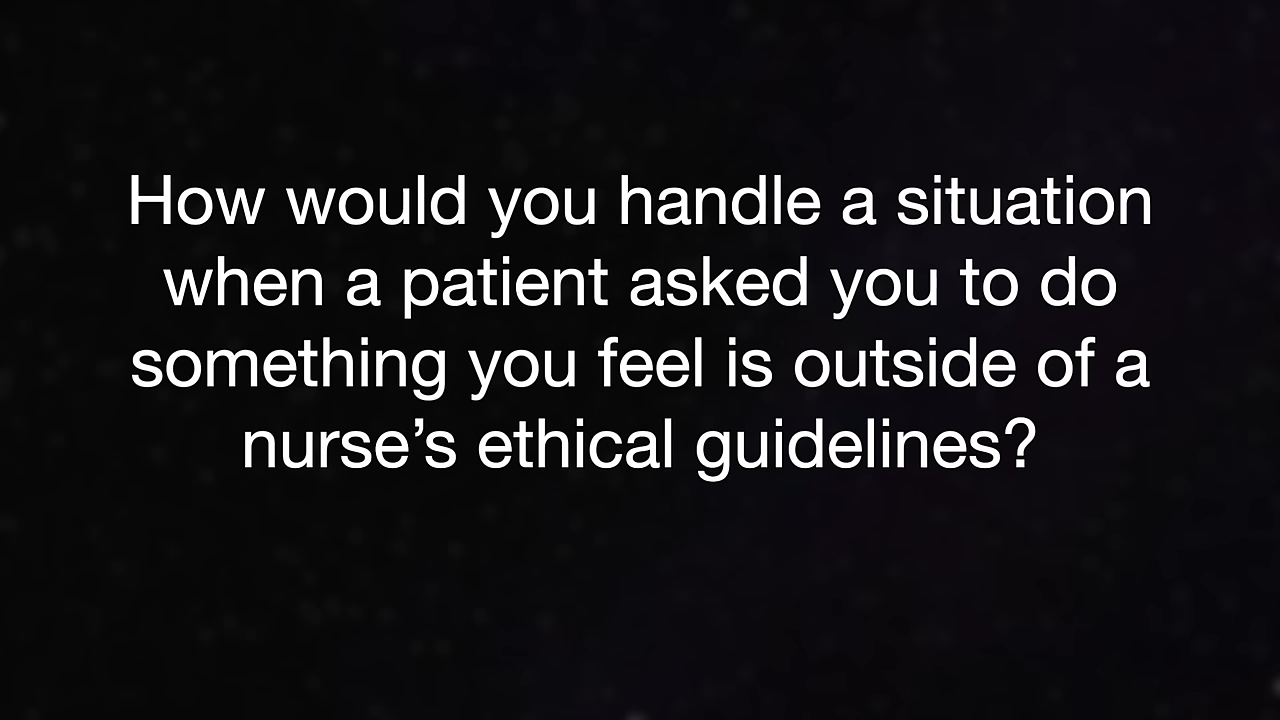 How would you handle a situation
when a patient asked you to do
something you feel is outside of a
nurse’s ethical guidelines?